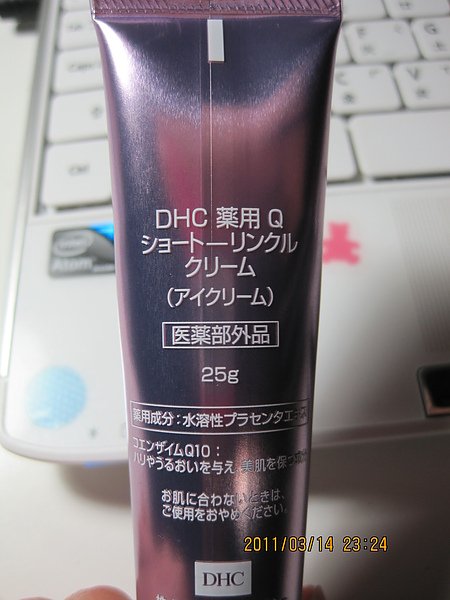 DHC 薬用 Q
ショートーリンクル
クリーム
(アイクリーム)
医薬部外品
25g
薬用成分：水溶性プラセンタエキス
コエンザイムQ10：
ハリやうるおいを与え、美肌を保つ
お肌に合わないときは、
ご使用をおやめください。
DHC
intel
Atom
Ctrl
2011/03/14 23:24